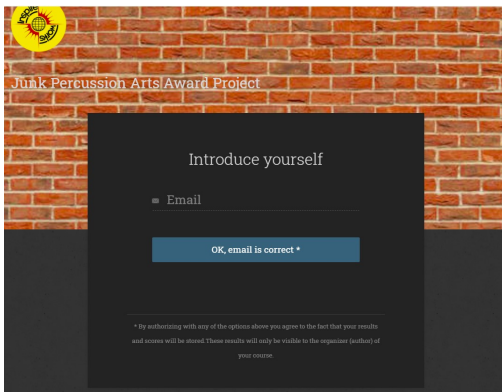 Inspire
Works
Junk Percussion Arts Award Project
Introduce yourself
Email
OK, email is correct *
* By authorizing with any of the options above you agree to the fact that your results
and scores will be stored.These results will only be visible to the organizer (author) of
your course.